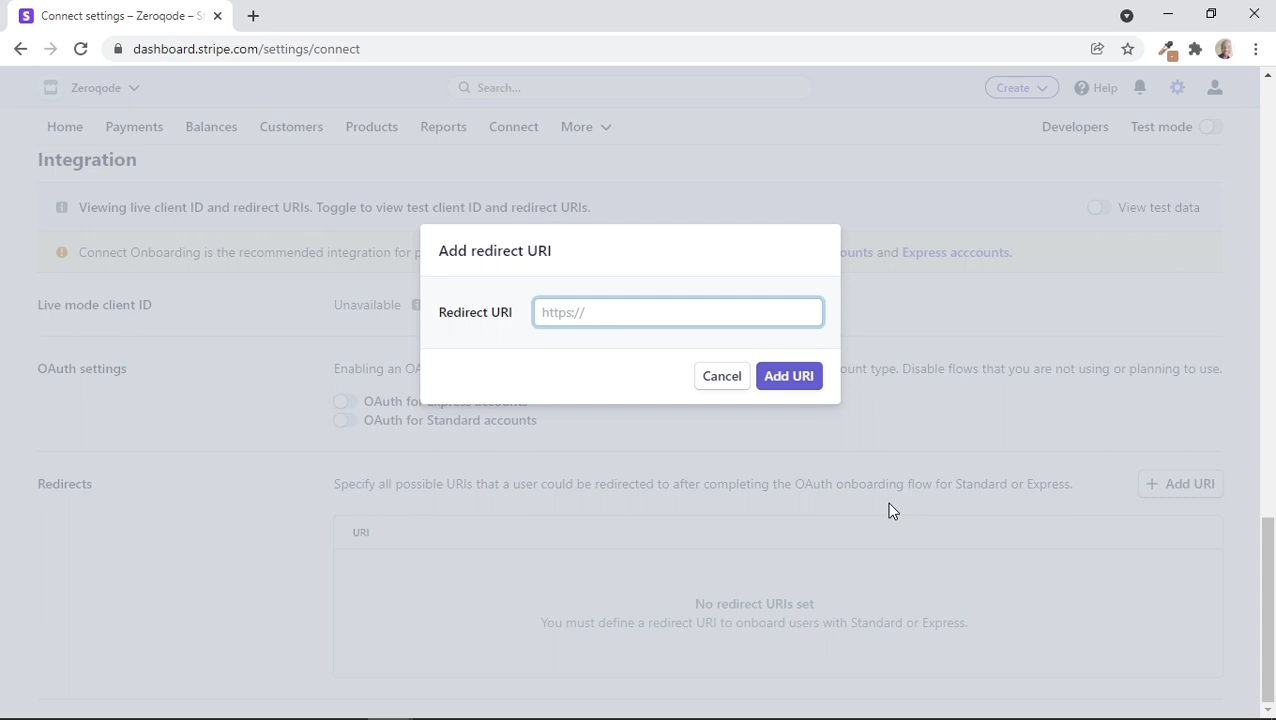 Connect settings – Zeroqode – S
dashboard.stripe.com/settings/connect
Zeroqode
Search...
Create
Help
Home Payments Balances Customers Products Reports Connect More
Developers Test mode
Integration
Viewing live client ID and redirect URIs. Toggle to view test client ID and redirect URIs.
View test data
Connect Onboarding is the recommended integration for
and Express acccounts.
Add redirect URI
Redirect URI
https://
Cancel
Add URI
Live mode client ID
Unavailable
OAuth settings
Enabling an
type. Disable flows that you are not using or planning to use.
OAuth for Express accounts
OAuth for Standard accounts
Redirects
Specify all possible URIs that a user could be redirected to after completing the OAuth onboarding flow for Standard or Express.
+ Add URI
URI
No redirect URIs set
You must define a redirect URI to onboard users with Standard or Express.